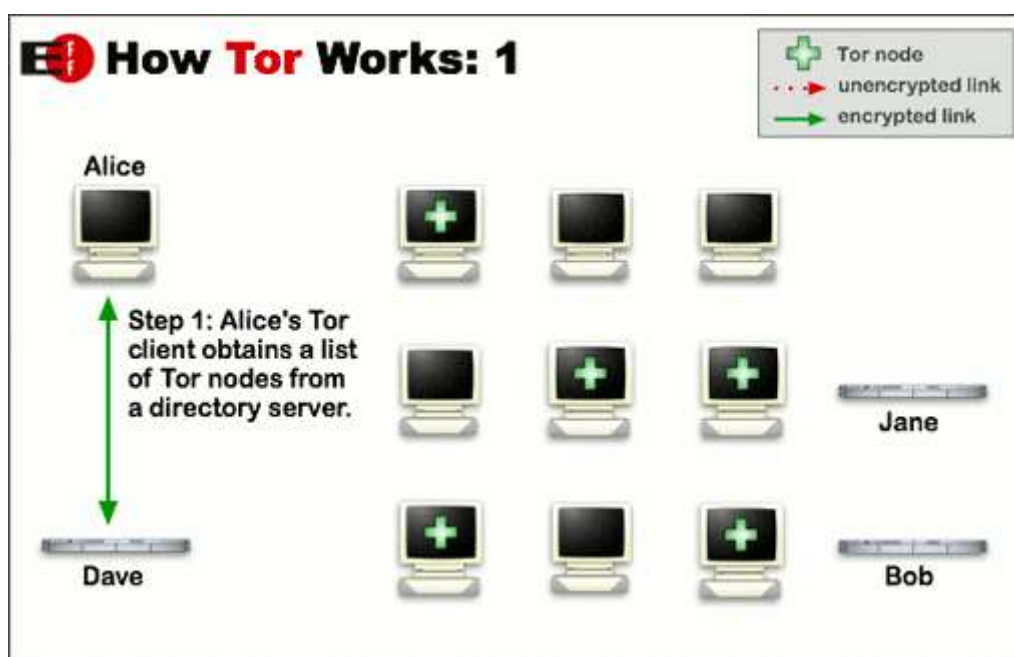 EFF How Tor Works: 1
Tor node
unencrypted link
encrypted link
Alice
Step 1: Alice's Tor
client obtains a list
of Tor nodes from
a directory server.
Jane
Dave
Bob